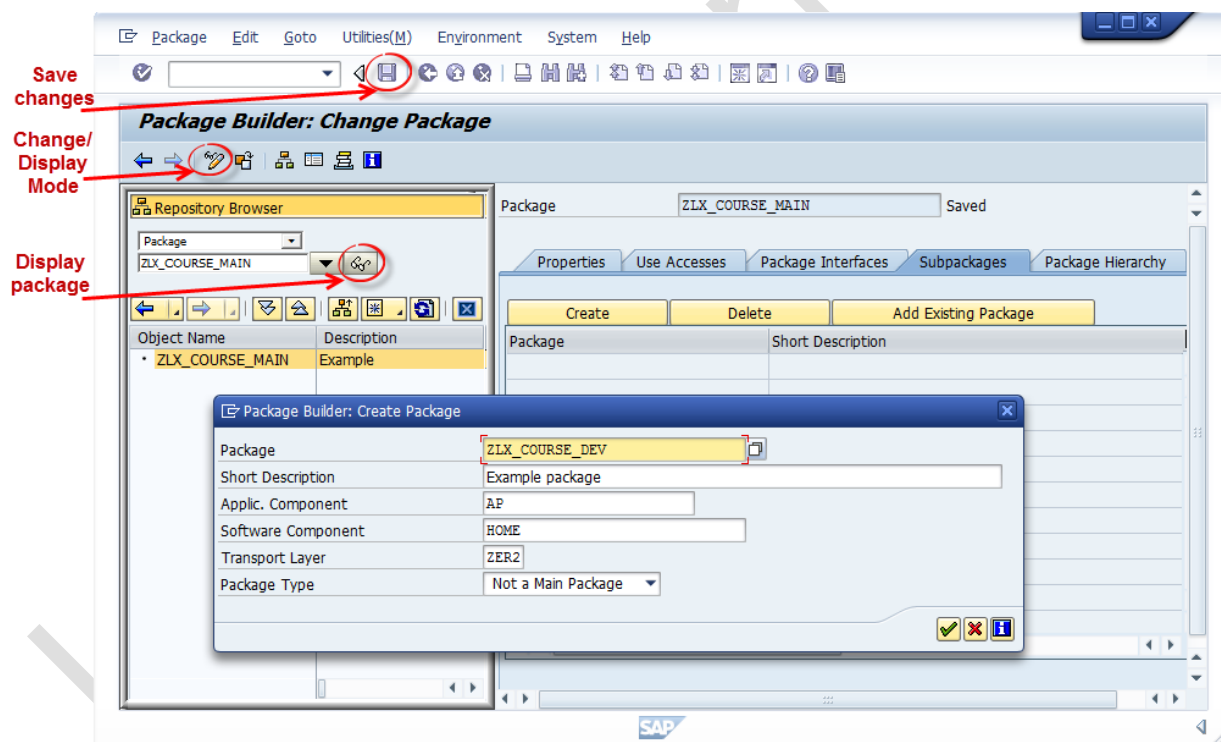 Package Edit Goto Utilities(M) Environment System Help
Save
changes
Package Builder: Change Package
Change/
Display
Mode
Repository Browser
Package ZLX_COURSE_MAIN Saved
Package
ZLX_COURSE_MAIN
Display
package
Properties Use Accesses Package Interfaces Subpackages Package Hierarchy
Create Delete Add Existing Package
Object Name Description
Package Short Description
ZLX_COURSE_MAIN Example
Package Builder: Create Package
Package ZLX_COURSE_DEV
Short Description Example package
Applic. Component AP
Software Component HOME
Transport Layer ZER2
Package Type Not a Main Package
SAP